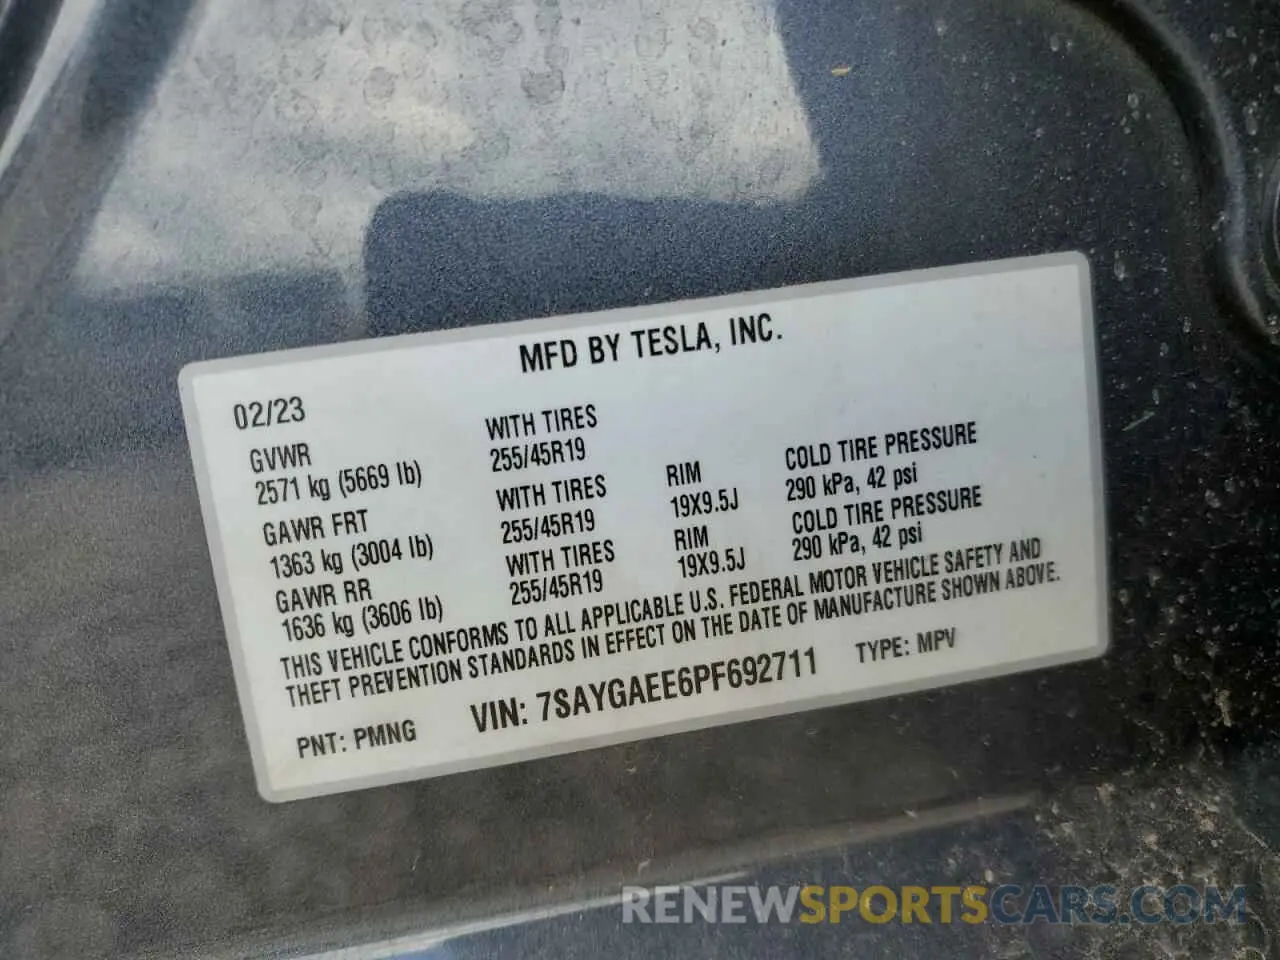 MFD BY TESLA, INC.
02/23
GVWR WITH TIRES
2571 kg (5669 lb) 255/45R19
GAWR FRT WITH TIRES RIM COLD TIRE PRESSURE
1363 kg (3004 lb) 255/45R19 19X9.5J 290 kPa, 42 psi
GAWR RR WITH TIRES RIM COLD TIRE PRESSURE
1636 kg (3606 lb) 255/45R19 19X9.5J 290 kPa, 42 psi
THIS VEHICLE CONFORMS TO ALL APPLICABLE U.S. FEDERAL MOTOR VEHICLE SAFETY AND
THEFT PREVENTION STANDARDS IN EFFECT ON THE DATE OF MANUFACTURE SHOWN ABOVE.
PNT: PMNG VIN: 7SAYGAEE6PF692711 TYPE: MPV
RENEWSPORTSCARS.COM